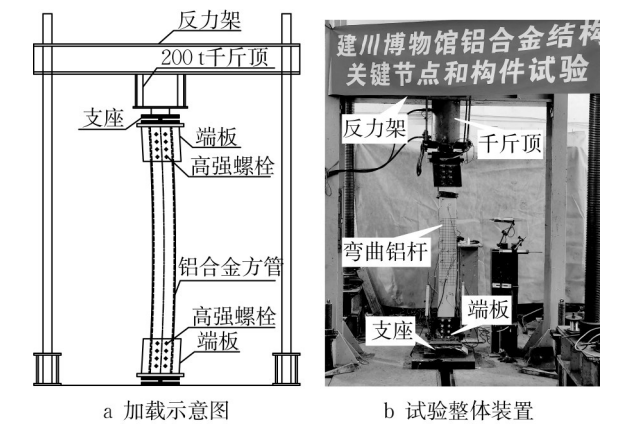 反力架
200 t千斤顶
支座
端板
高强螺栓
铝合金方管
高强螺栓
端板
a 加载示意图
建川博物馆铝合金结构
关键节点和构件试验
反力架
千斤顶
弯曲铝杆
端板
支座
b 试验整体装置